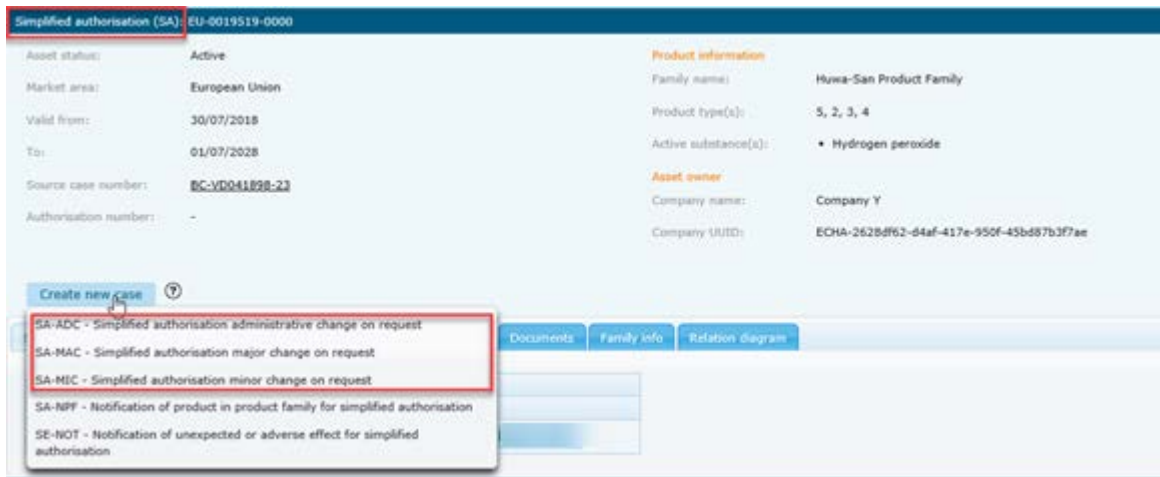 Simplified authorisation (SA): EU-0019519-0000
Asset status: Active
Market area: European Union
Valid from: 30/07/2018
To: 01/07/2028
Source case number: BC-VD041898-23
Authorisation number: -
Product information
Family name: Huwa-San Product Family
Product type(s): 5, 2, 3, 4
Active substance(s): • Hydrogen peroxide
Asset owner
Company name: Company Y
Company UUID: ECHA-2628df62-d4af-417e-950f-45bd87b3f7ae
Create new case ?
SA-ADC - Simplified authorisation administrative change on request
SA-MAC - Simplified authorisation major change on request
SA-MIC - Simplified authorisation minor change on request
SA-NPF - Notification of product in product family for simplified authorisation
SE-NOT - Notification of unexpected or adverse effect for simplified
authorisation
Documents Family info Relation diagram